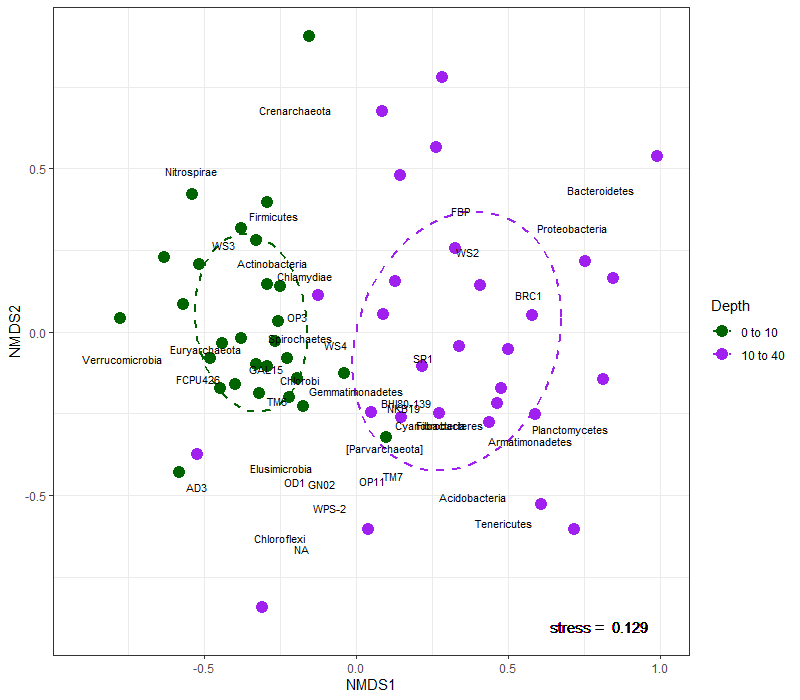 Crenarchaeota
Nitrospirae
Bacteroidetes
FBP
Firmicutes
Proteobacteria
WS3
WS2
Actinobacteria
Chlamydiae
BRC1
OP3
Spirochaetes
WS4
Euryarchaeota
Verrucomicrobia
SR1
GAL15
FCPU426
Chlorobi
Gemmatimonadetes
TM6
BHI80-139
NKB19
Cyanobacteria
Fibrobacteres
Planctomycetes
Armatimonadetes
[Parvarchaeota]
Elusimicrobia
TM7
OD1
GN02
OP11
AD3
Acidobacteria
WPS-2
Tenericutes
Chloroflexi
NA
stress = 0.129
0.5
0.0
-0.5
NMDS2
-0.5
0.0
0.5
1.0
NMDS1
Depth
0 to 10
10 to 40